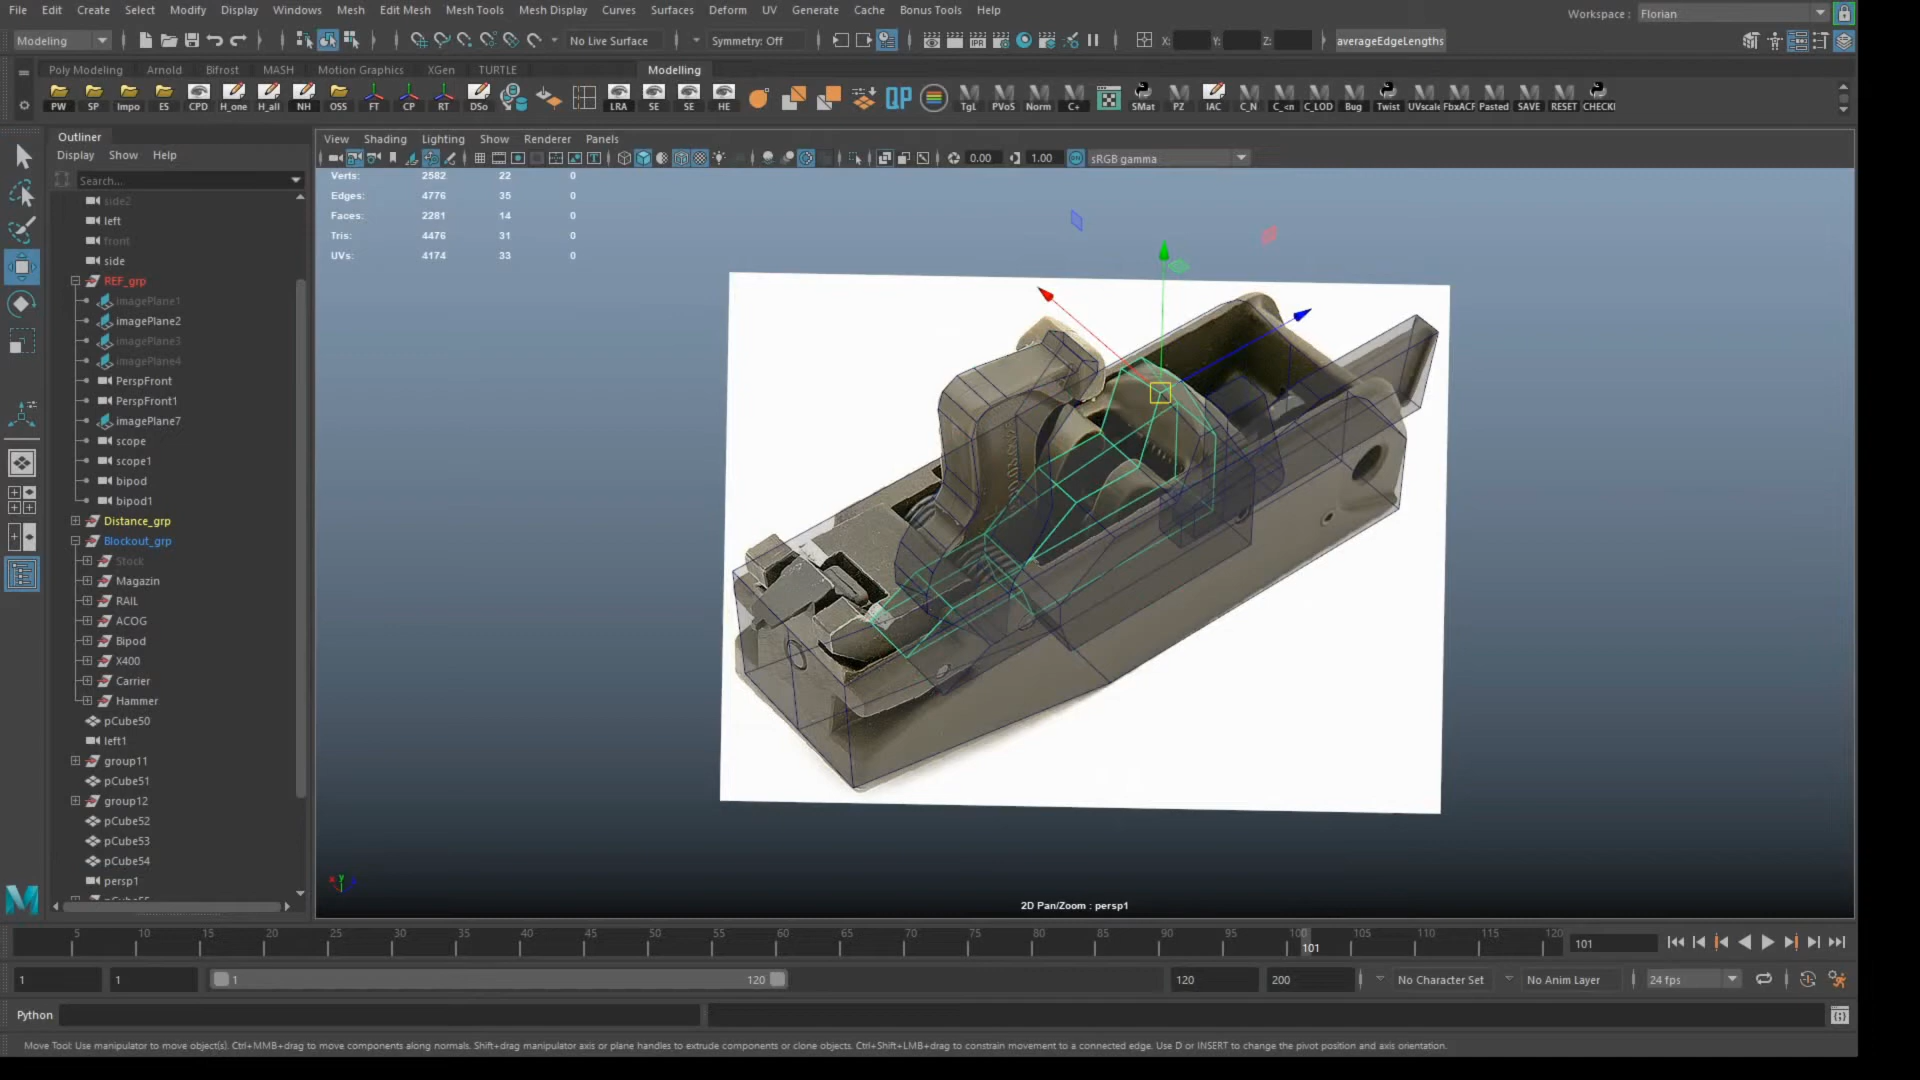 File Edit Create Select Modify Display Windows Mesh Edit Mesh Mesh Tools Mesh Display Curves Surfaces Deform UV Generate Cache Bonus Tools Help
Workspace : Florian
Modeling
No Live Surface
Symmetry: Off
X: Y: Z:
averageEdgeLengths
Poly Modeling Arnold Bifrost MASH Motion Graphics XGen TURTLE Modelling
PW SP Impo ES CPD H_one H_all NH OSS FT CP RT DSo LRA SE SE HE QP TgL PVoS Norm C+ SMat PZ IAC C_N C_<n C_LOD Bug Twist UVscale FbxACF Pasted SAVE RESET CHECKI
Outliner
Display Show Help
Search...
View Shading Lighting Show Renderer Panels
0.00 1.00 sRGB gamma
Verts: 2582 22 0
Edges: 4776 35 0
Faces: 2281 14 0
Tris: 4476 31 0
UVs: 4174 33 0
side2
left
front
side
REF_grp
imagePlane1
imagePlane2
imagePlane3
imagePlane4
PerspFront
PerspFront1
imagePlane7
scope
scope1
bipod
bipod1
Distance_grp
Blockout_grp
Stock
Magazin
RAIL
ACOG
Bipod
X400
Carrier
Hammer
pCube50
left1
group11
pCube51
group12
pCube52
pCube53
pCube54
persp1
y
2D Pan/Zoom : persp1
5 10 15 20 25 30 35 40 45 50 55 60 65 70 75 80 85 90 95 100 105 110 115 120
101
101
1 1 1 120 120 200 No Character Set No Anim Layer 24 fps
Python
Move Tool: Use manipulator to move object(s). Ctrl+MMB+drag to move components along normals. Shift+drag manipulator axis or plane handles to extrude components or clone objects. Ctrl+Shift+LMB+drag to constrain movement to a connected edge. Use D or INSERT to change the pivot position and axis orientation.